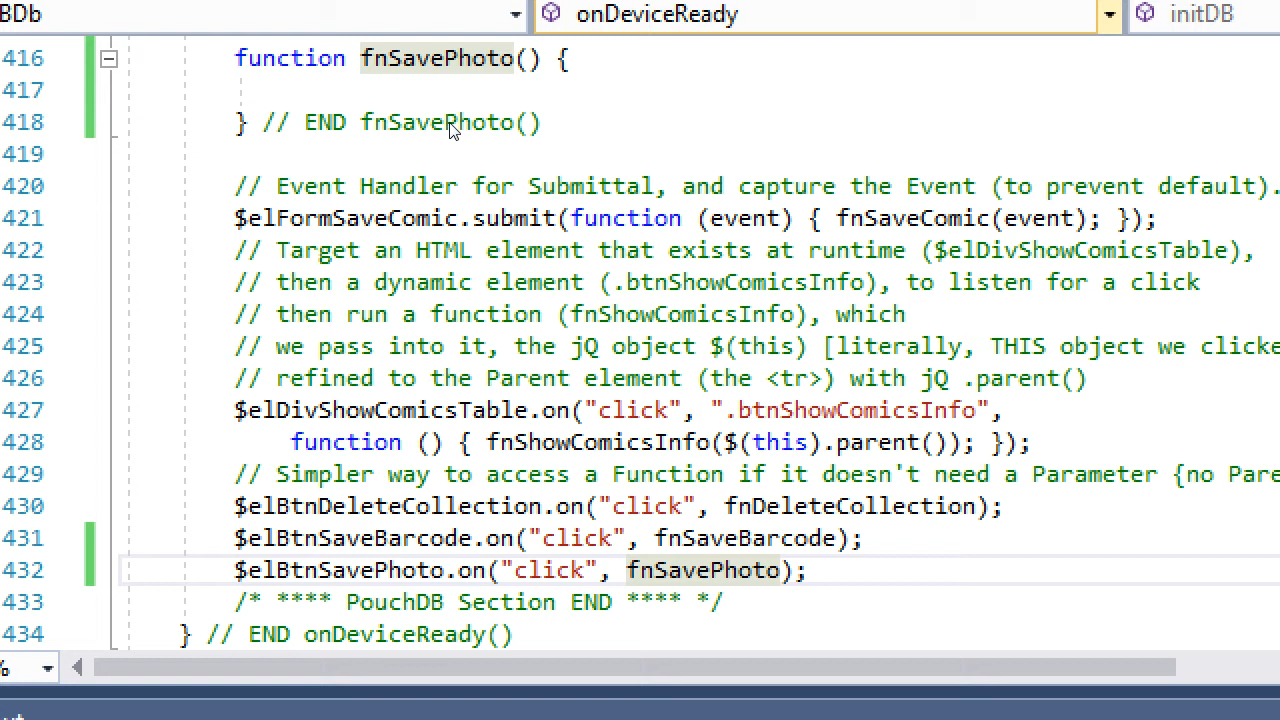 BDb onDeviceReady initDB
416 function fnSavePhoto() {
417
418 } // END fnSavePhoto()
419
420 // Event Handler for Submittal, and capture the Event (to prevent default).
421 $elFormSaveComic.submit(function (event) { fnSaveComic(event); });
422 // Target an HTML element that exists at runtime ($elDivShowComicsTable),
423 // then a dynamic element (.btnShowComicsInfo), to listen for a click
424 // then run a function (fnShowComicsInfo), which
425 // we pass into it, the jQ object $(this) [literally, THIS object we clicke
426 // refined to the Parent element (the <tr>) with jQ .parent()
427 $elDivShowComicsTable.on("click", ".btnShowComicsInfo",
428 function () { fnShowComicsInfo($(this).parent()); });
429 // Simpler way to access a Function if it doesn't need a Parameter {no Pare
430 $elBtnDeleteCollection.on("click", fnDeleteCollection);
431 $elBtnSaveBarcode.on("click", fnSaveBarcode);
432 $elBtnSavePhoto.on("click", fnSavePhoto);
433 /* **** PouchDB Section END **** */
434 } // END onDeviceReady()
%